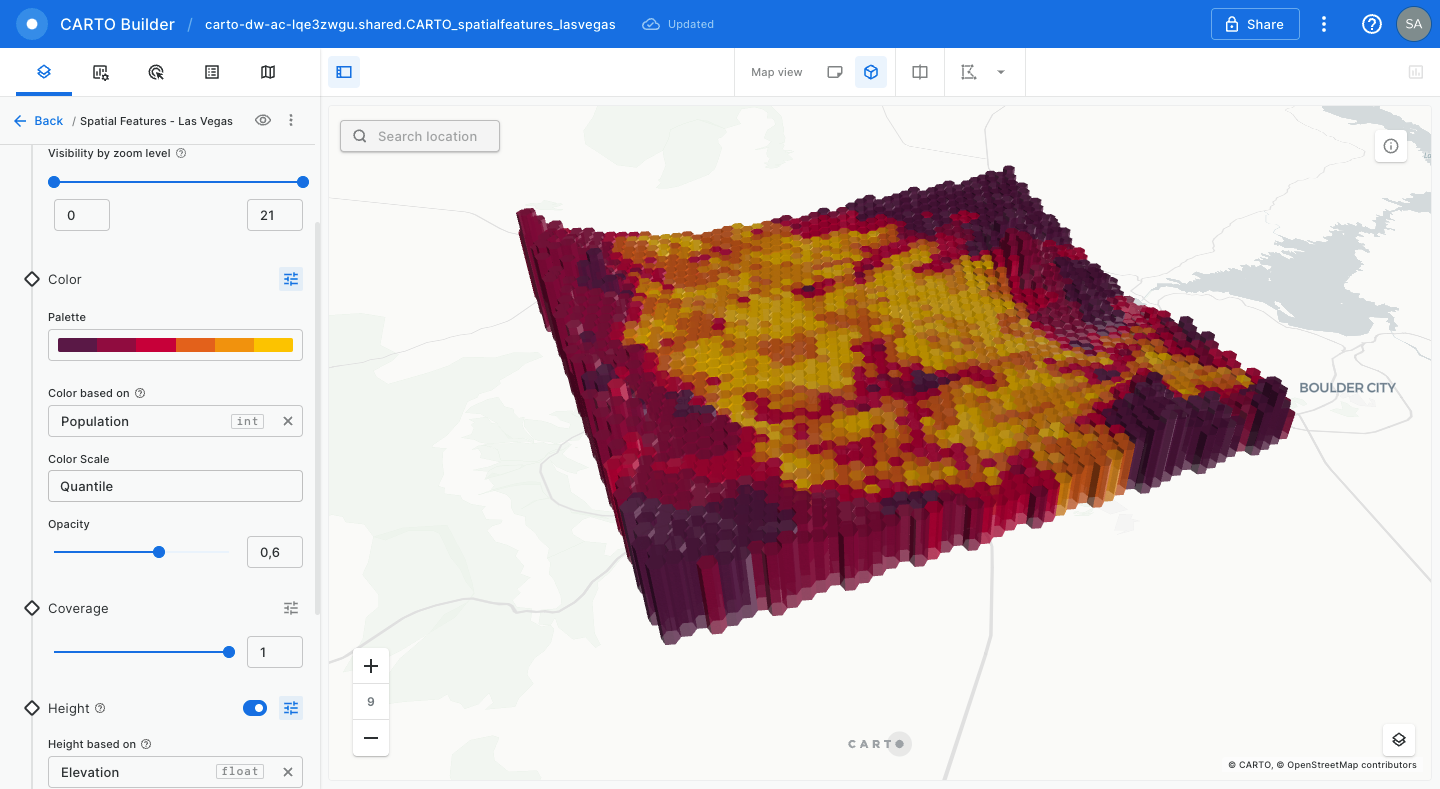 CARTO Builder / carto-dw-ac-lqe3zwgu.shared.CARTO_spatialfeatures_lasvegas Updated Share SA
Map view
Back / Spatial Features - Las Vegas
Search location
Visibility by zoom level
0 21
Color
Palette
Color based on
Population int
BOULDER CITY
Color Scale
Quantile
Opacity
0,6
Coverage
1
9
Height
Height based on
CARTO
Elevation float
© CARTO, © OpenStreetMap contributors